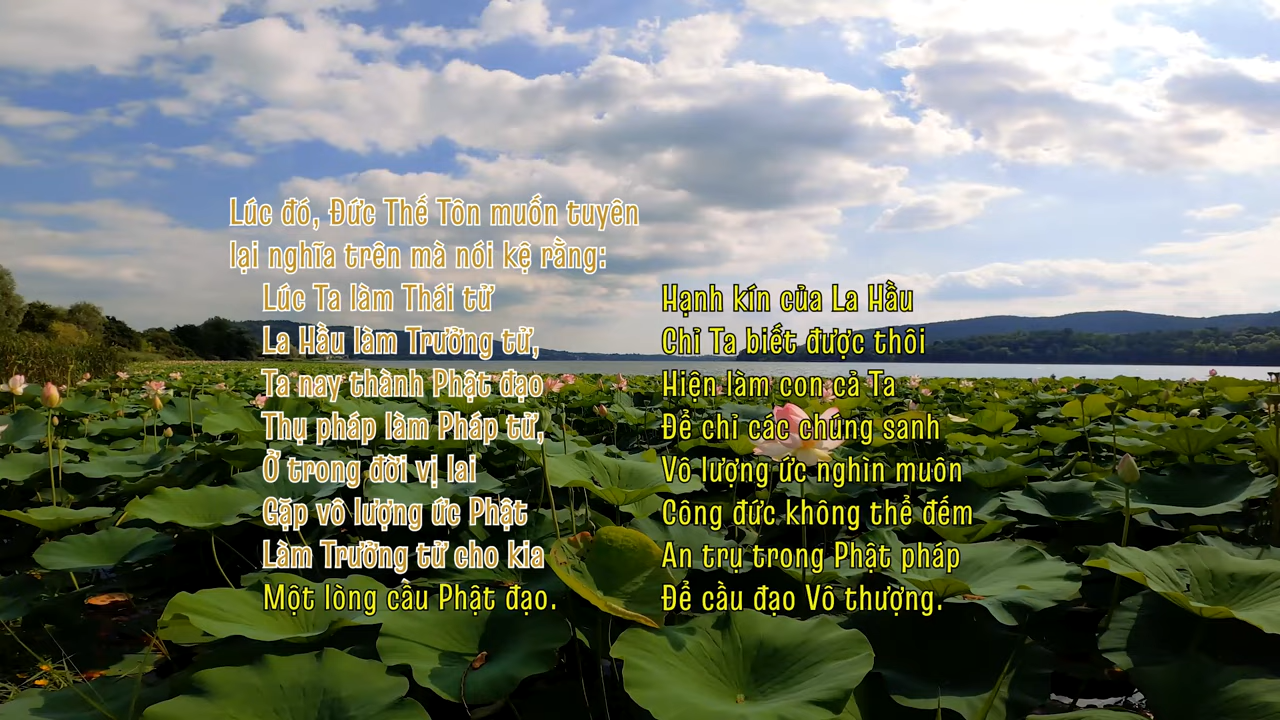 Lúc đó, Đức Thế Tôn muốn tuyên
lại nghĩa trên mà nói kệ rằng:
Lúc Ta làm Thái tử
La Hầu làm Trưởng tử,
Ta nay thành Phật đạo
Thụ pháp làm Pháp tử,
Ở trong đời vị lai
Gặp vô lượng ức Phật
Làm Trưởng tử cho kia
Một lòng cầu Phật đạo.
Hạnh kín của La Hầu
Chỉ Ta biết được thôi
Hiện làm con cả Ta
Để chỉ các chúng sanh
Vô lượng ức nghìn muôn
Công đức không thể đếm
An trụ trong Phật pháp
Để cầu đạo Vô thượng.